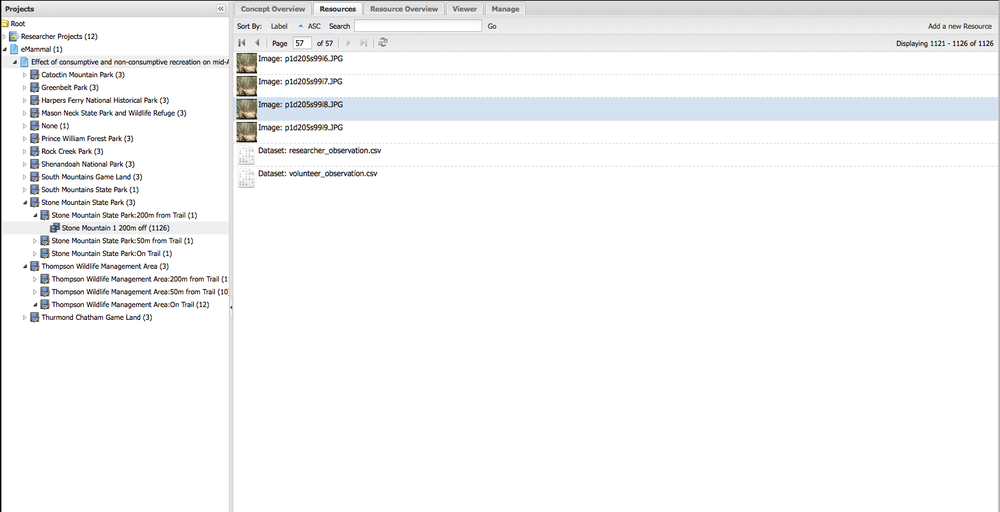 Projects
Root
Researcher Projects (12)
eMammal (1)
Effect of consumptive and non-consumptive recreation on mid-A
Catoctin Mountain Park (3)
Greenbelt Park (3)
Harpers Ferry National Historical Park (3)
Mason Neck State Park and Wildlife Refuge (3)
None (1)
Prince William Forest Park (3)
Rock Creek Park (3)
Shenandoah National Park (3)
South Mountains Game Land (3)
South Mountains State Park (1)
Stone Mountain State Park (3)
Stone Mountain State Park:200m from Trail (1)
Stone Mountain 1 200m off (1126)
Stone Mountain State Park:50m from Trail (1)
Stone Mountain State Park:On Trail (1)
Thompson Wildlife Management Area (3)
Thompson Wildlife Management Area:200m from Trail (1
Thompson Wildlife Management Area:50m from Trail (10)
Thompson Wildlife Management Area:On Trail (12)
Thurmond Chatham Game Land (3)
Concept Overview Resources Resource Overview Viewer Manage
Sort By: Label ASC Search Go Add a new Resource
Page 57 of 57 Displaying 1121 - 1126 of 1126
Image: p1d205s99i6.JPG
Image: p1d205s99i7.JPG
Image: p1d205s99i8.JPG
Image: p1d205s99i9.JPG
Dataset: researcher_observation.csv
Dataset: volunteer_observation.csv